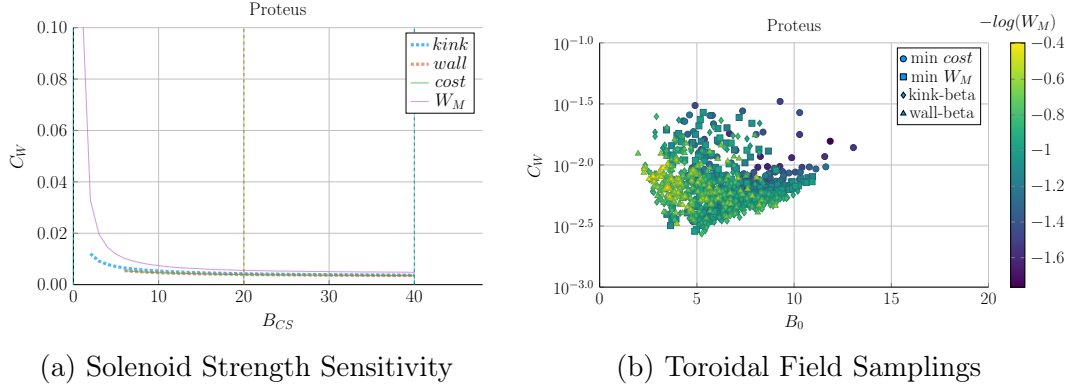 Proteus
0.10
0.08
0.06
0.04
0.02
0.00
C_W
0
10
20
30
40
B_CS
kink
wall
cost
W_M
(a) Solenoid Strength Sensitivity
Proteus
10^−1.0
10^−1.5
10^−2.0
10^−2.5
10^−3.0
C_W
0
5
10
15
20
B_0
min cost
min W_M
kink-beta
wall-beta
−log(W_M)
−0.4
−0.6
−0.8
−1
−1.2
−1.4
−1.6
(b) Toroidal Field Samplings